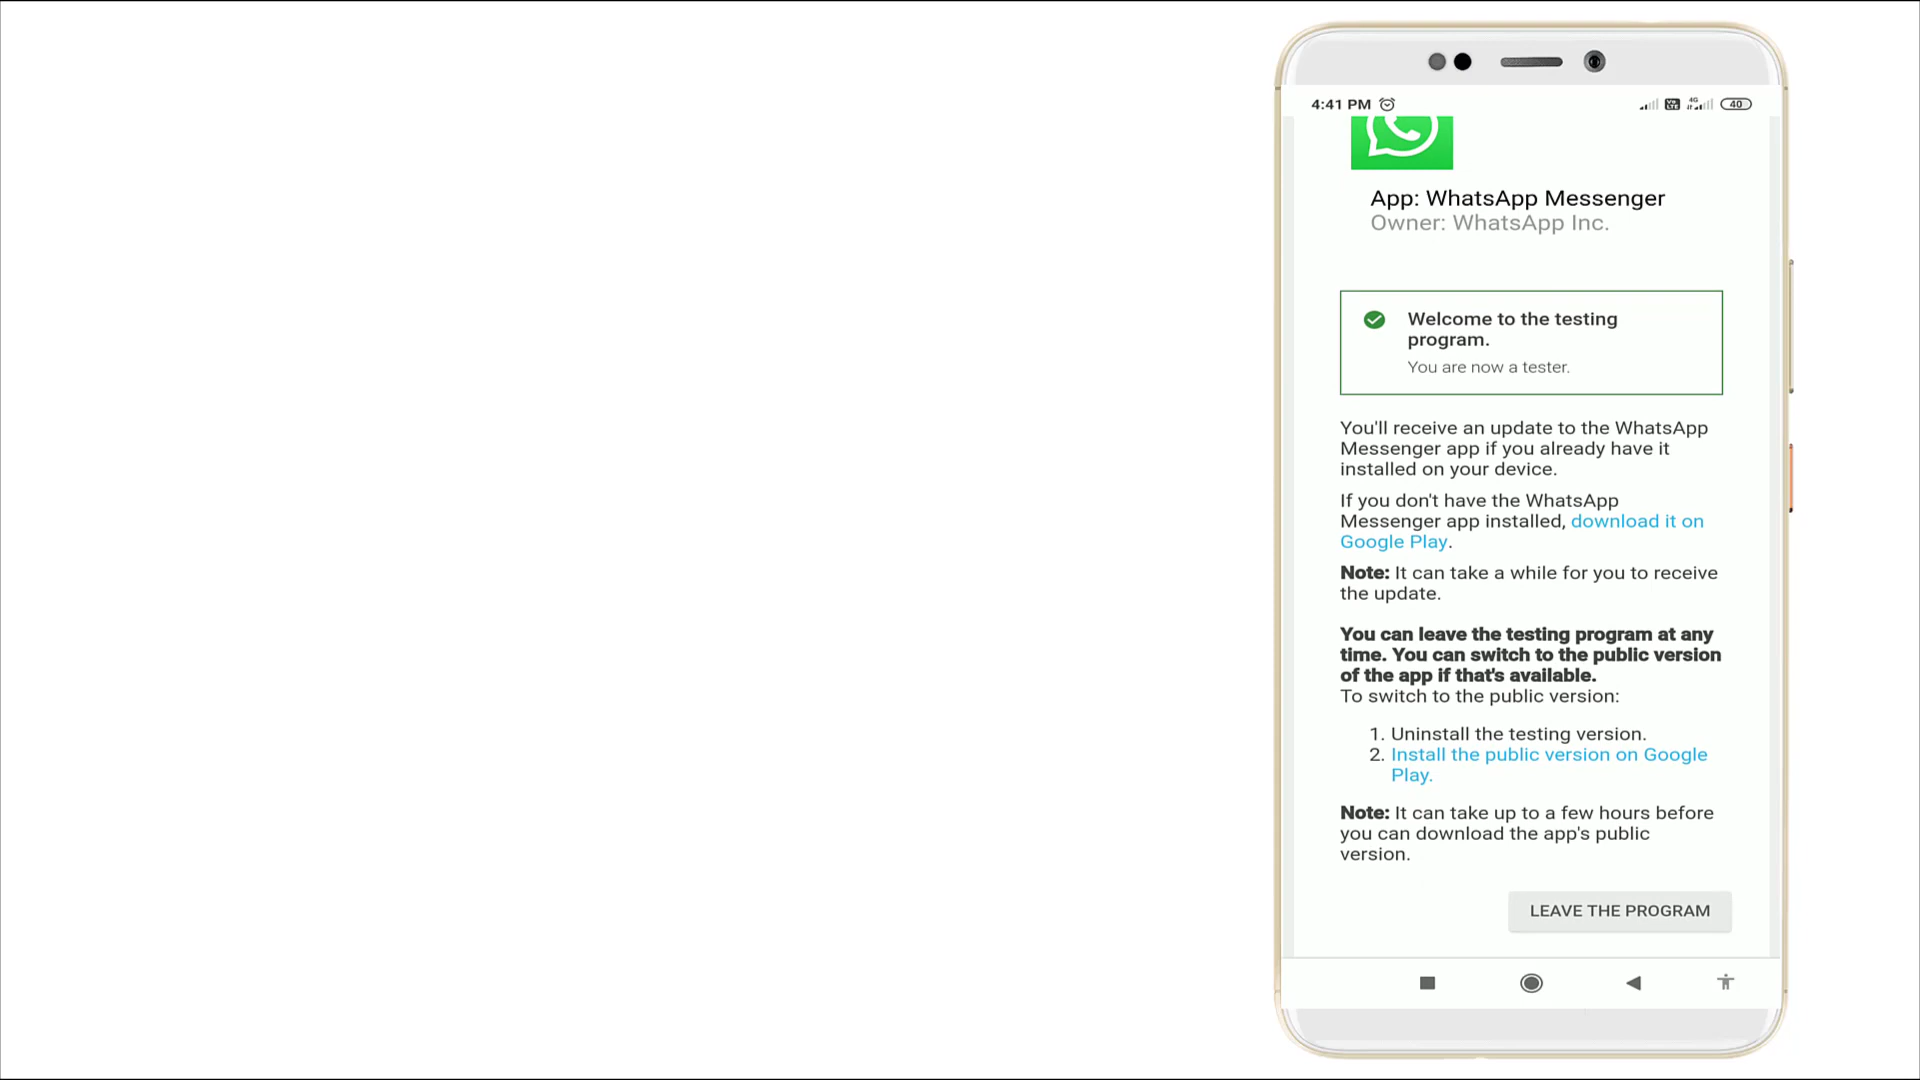 4:41 PM
4G
40
App: WhatsApp Messenger
Owner: WhatsApp Inc.
Welcome to the testing
program.
You are now a tester.
You'll receive an update to the WhatsApp
Messenger app if you already have it
installed on your device.
If you don't have the WhatsApp
Messenger app installed, download it on
Google Play.
Note: It can take a while for you to receive
the update.
You can leave the testing program at any
time. You can switch to the public version
of the app if that's available.
To switch to the public version:
1. Uninstall the testing version.
2. Install the public version on Google
Play.
Note: It can take up to a few hours before
you can download the app's public
version.
LEAVE THE PROGRAM